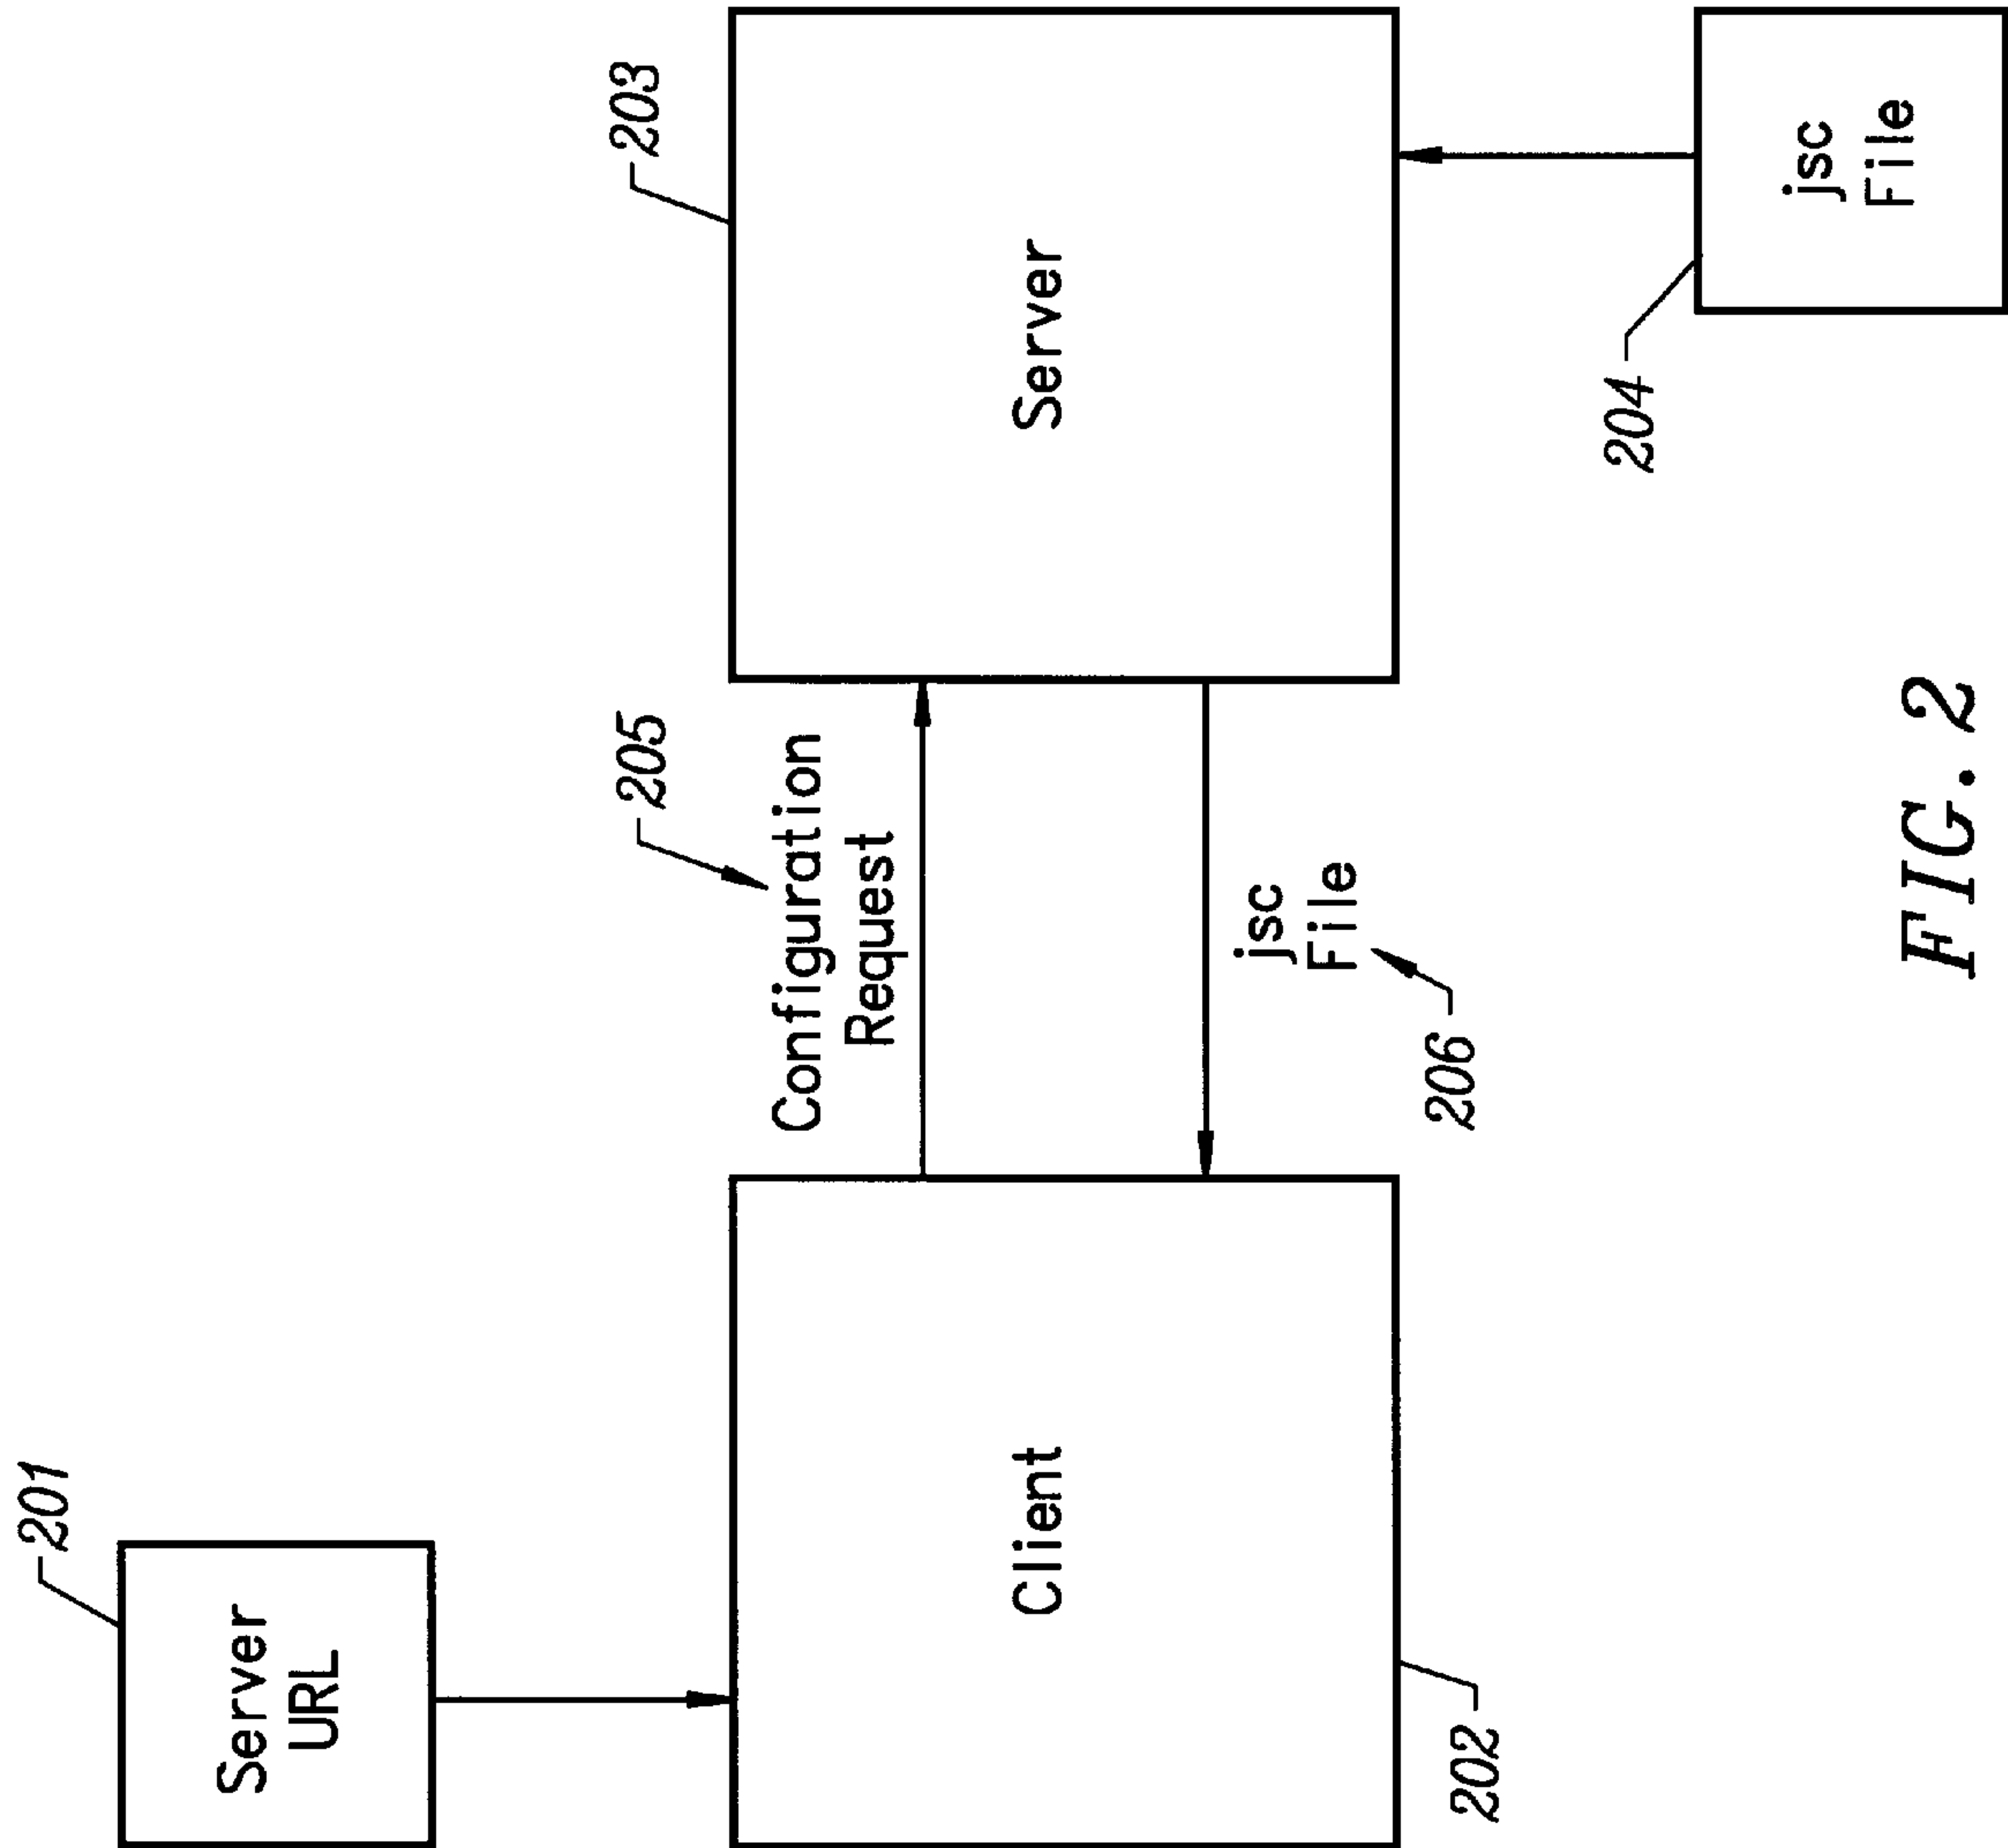 201
Server
URL
Client
202
205
Configuration
Request
jsc
File
206
203
Server
204
jsc
File
FIG. 2